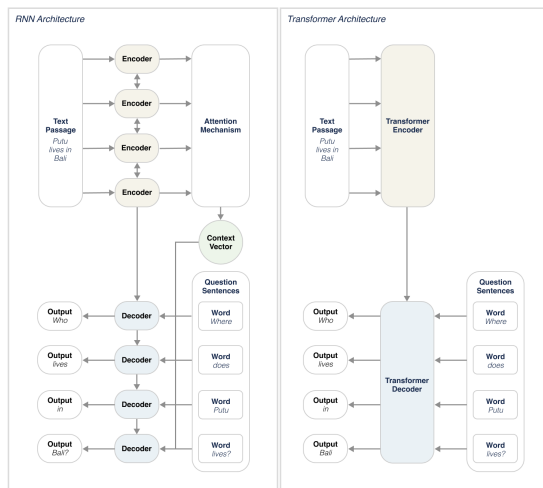 RNN Architecture
Encoder
Encoder
Encoder
Encoder
Text
Passage
Putu
lives in
Bali
Attention
Mechanism
Context
Vector
Question
Sentences
Output
Who
Decoder
Word
Where
Output
lives
Decoder
Word
does
Output
in
Decoder
Word
Putu
Output
Bali?
Decoder
Word
lives?
Transformer Architecture
Text
Passage
Putu
lives in
Bali
Transformer
Encoder
Question
Sentences
Output
Who
Word
Where
Output
lives
Word
does
Transformer
Decoder
Output
in
Word
Putu
Output
Bali
Word
lives?